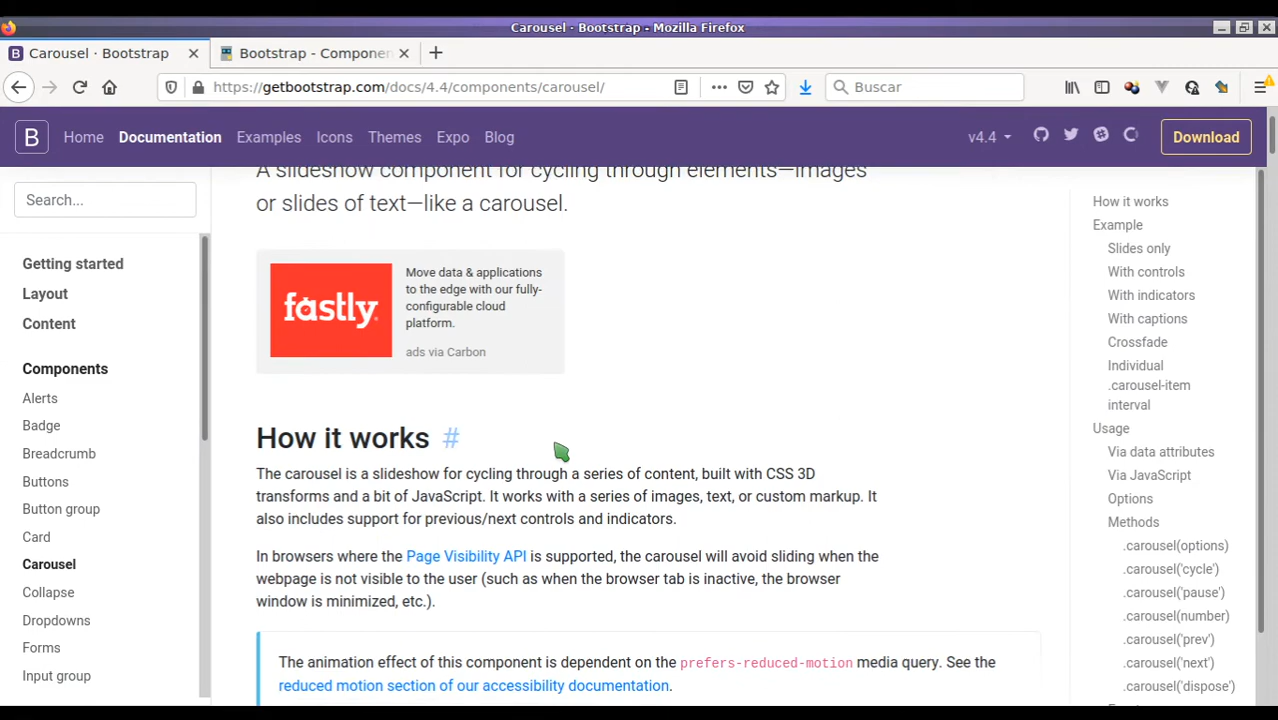 Carousel · Bootstrap - Mozilla Firefox
Carousel · Bootstrap
Bootstrap - Componen
https://getbootstrap.com/docs/4.4/components/carousel/
Buscar
B
Home
Documentation
Examples
Icons
Themes
Expo
Blog
v4.4
Download
Search...
Getting started
Layout
Content
Components
Alerts
Badge
Breadcrumb
Buttons
Button group
Card
Carousel
Collapse
Dropdowns
Forms
Input group
A slideshow component for cycling through elements—images
or slides of text—like a carousel.
fastly
Move data & applications
to the edge with our fully-
configurable cloud
platform.
ads via Carbon
How it works #
The carousel is a slideshow for cycling through a series of content, built with CSS 3D
transforms and a bit of JavaScript. It works with a series of images, text, or custom markup. It
also includes support for previous/next controls and indicators.
In browsers where the Page Visibility API is supported, the carousel will avoid sliding when the
webpage is not visible to the user (such as when the browser tab is inactive, the browser
window is minimized, etc.).
The animation effect of this component is dependent on the prefers-reduced-motion media query. See the
reduced motion section of our accessibility documentation.
How it works
Example
Slides only
With controls
With indicators
With captions
Crossfade
Individual
.carousel-item
interval
Usage
Via data attributes
Via JavaScript
Options
Methods
.carousel(options)
.carousel('cycle')
.carousel('pause')
.carousel(number)
.carousel('prev')
.carousel('next')
.carousel('dispose')